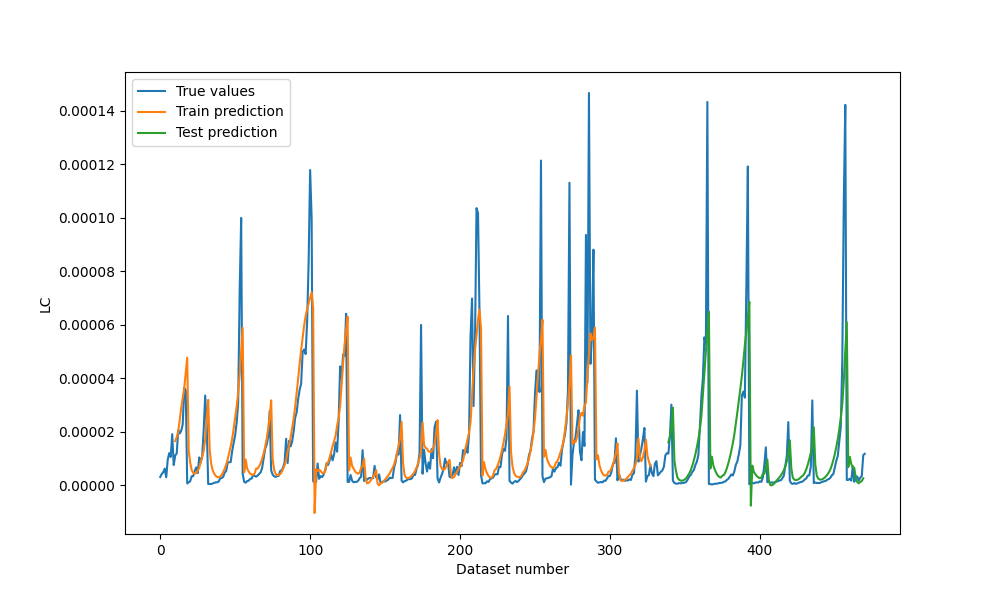 True values
Train prediction
Test prediction
0.00014
0.00012
0.00010
0.00008
0.00006
0.00004
0.00002
0.00000
LC
0 100 200 300 400
Dataset number